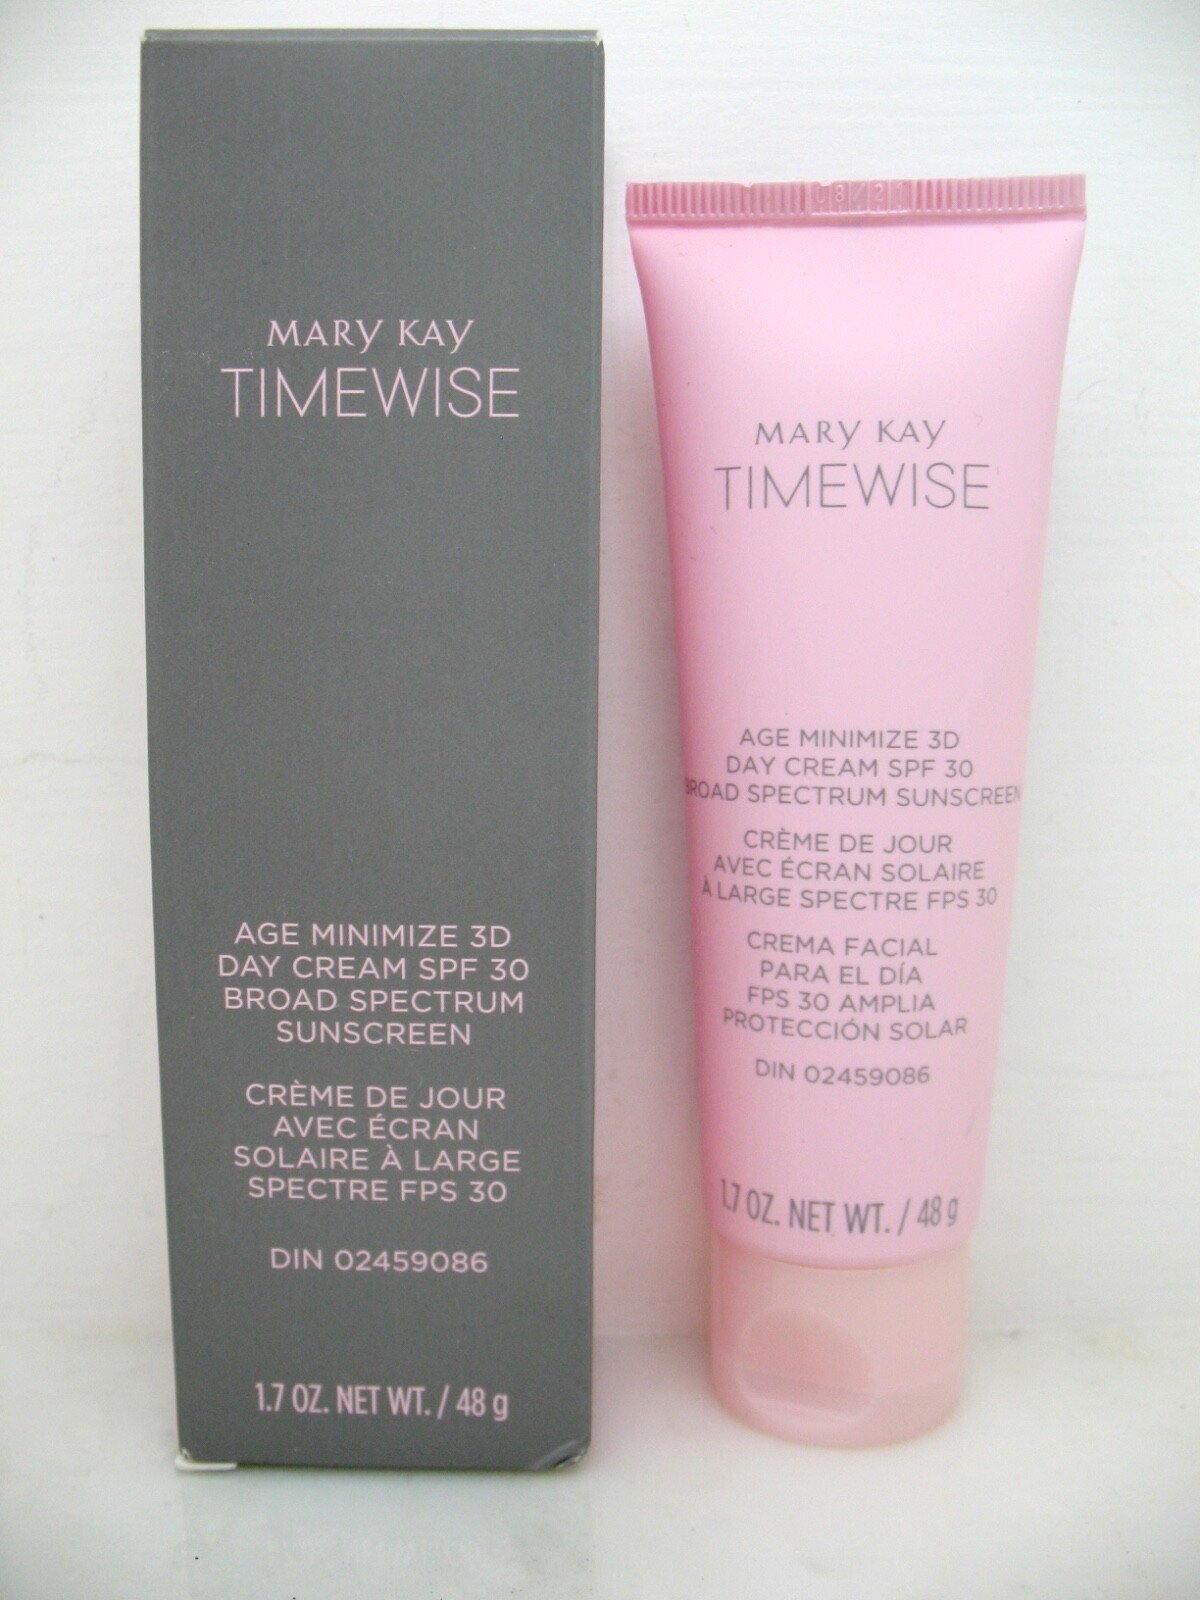 MARY KAY
TIMEWISE
AGE MINIMIZE 3D
DAY CREAM SPF 30
BROAD SPECTRUM
SUNSCREEN
CRÈME DE JOUR
AVEC ÉCRAN
SOLAIRE À LARGE
SPECTRE FPS 30
DIN 02459086
1.7 OZ. NET WT. / 48 g
08/21
MARY KAY
TIMEWISE
AGE MINIMIZE 3D
DAY CREAM SPF 30
BROAD SPECTRUM SUNSCREEN
CRÈME DE JOUR
AVEC ÉCRAN SOLAIRE
À LARGE SPECTRE FPS 30
CREMA FACIAL
PARA EL DÍA
FPS 30 AMPLIA
PROTECCIÓN SOLAR
DIN 02459086
1.7 OZ. NET WT. / 48 g